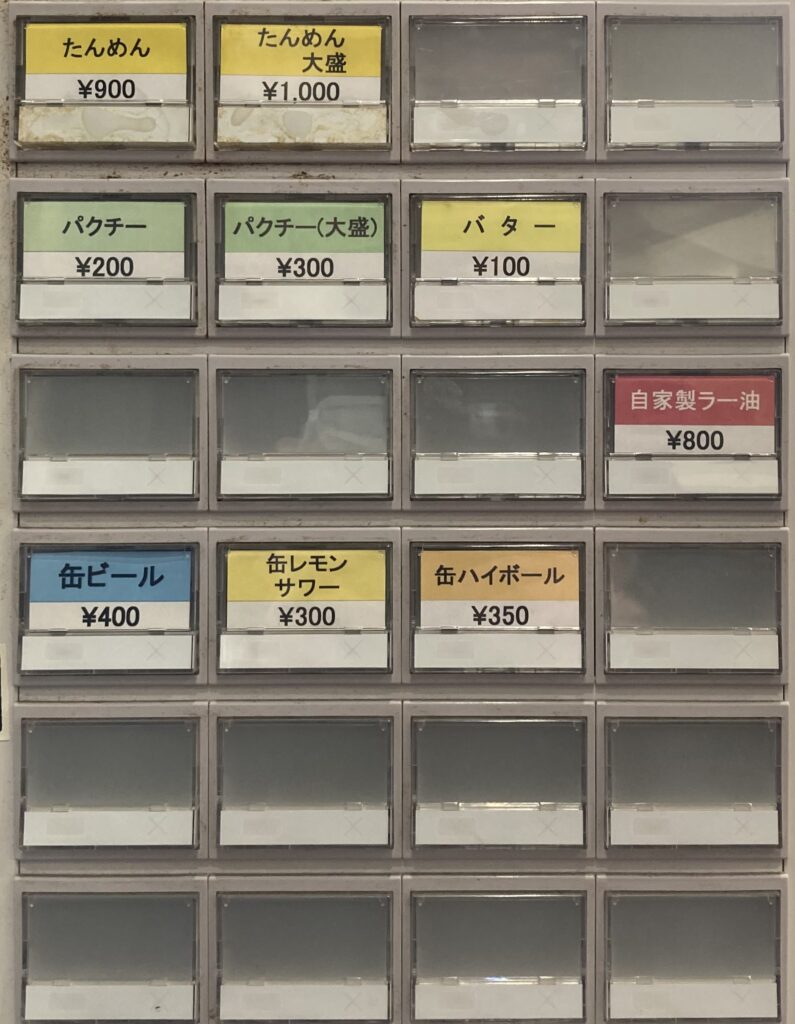 たんめん
¥900
たんめん
大盛
¥1,000
パクチー
¥200
パクチー(大盛)
¥300
バター
¥100
自家製ラー油
¥800
缶ビール
¥400
缶レモン
サワー
¥300
缶ハイボール
¥350